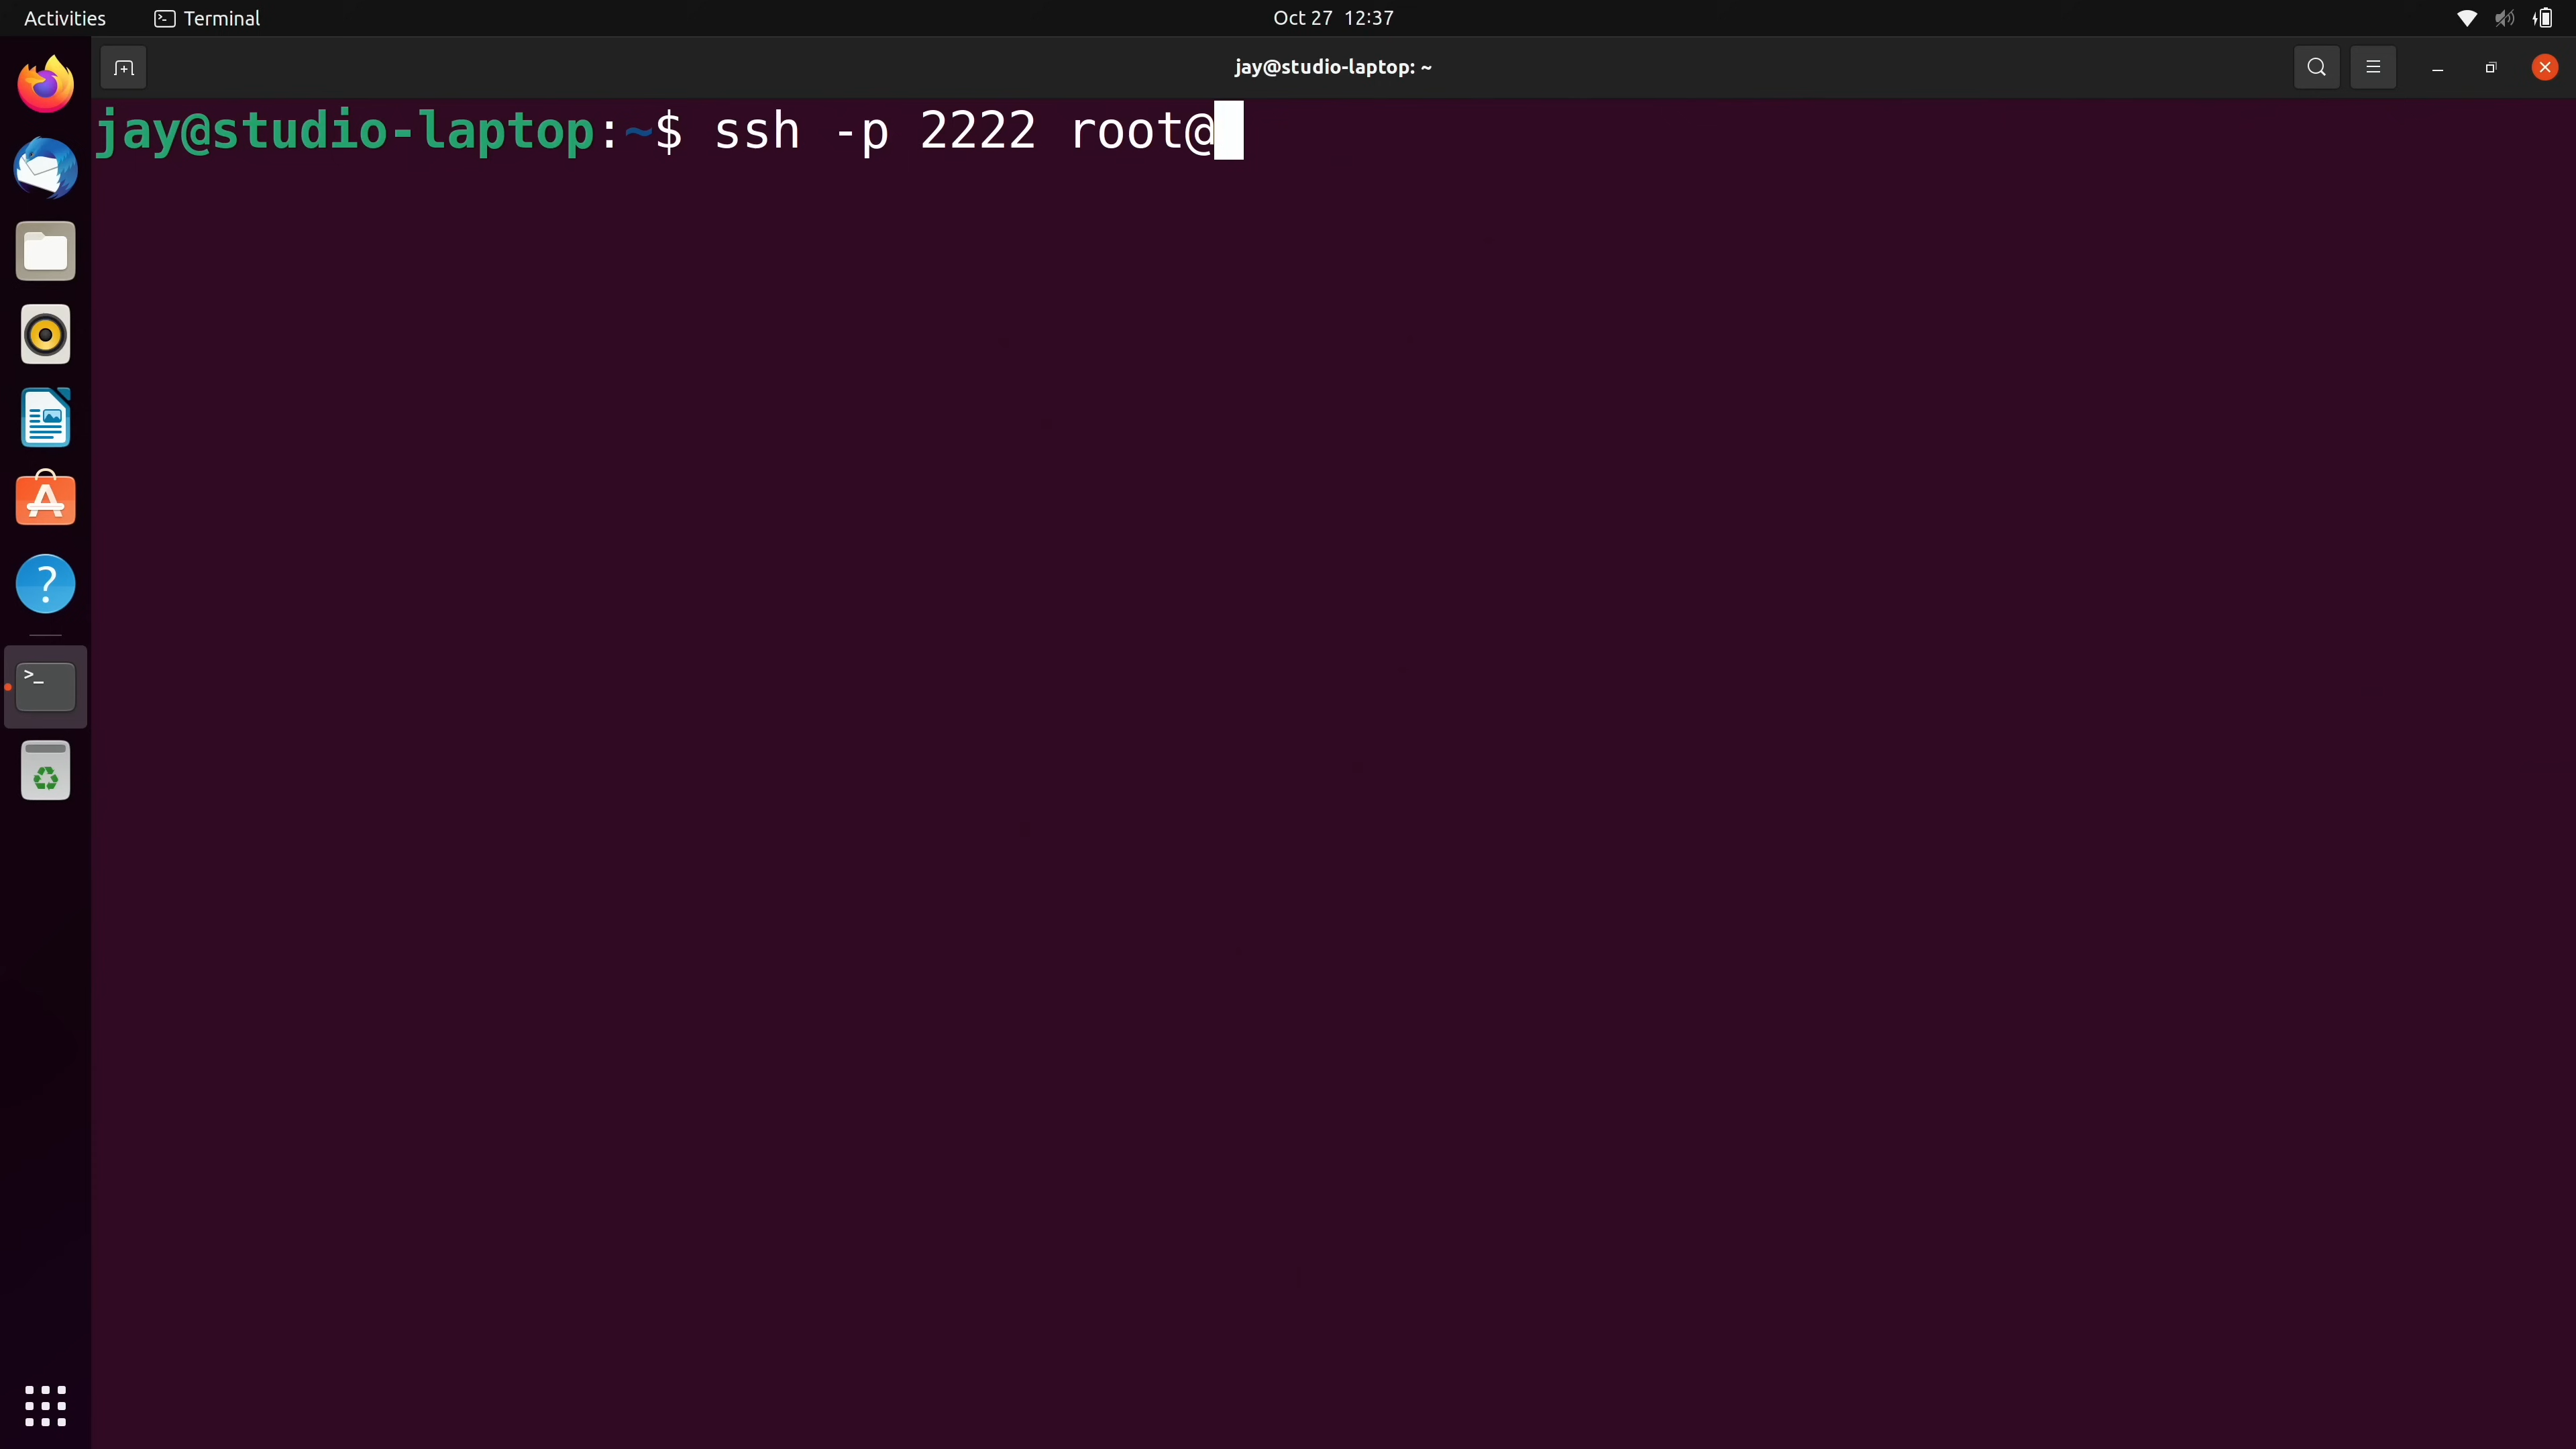 Activities Terminal Oct 27 12:37
jay@studio-laptop: ~
jay@studio-laptop:~$ ssh -p 2222 root@